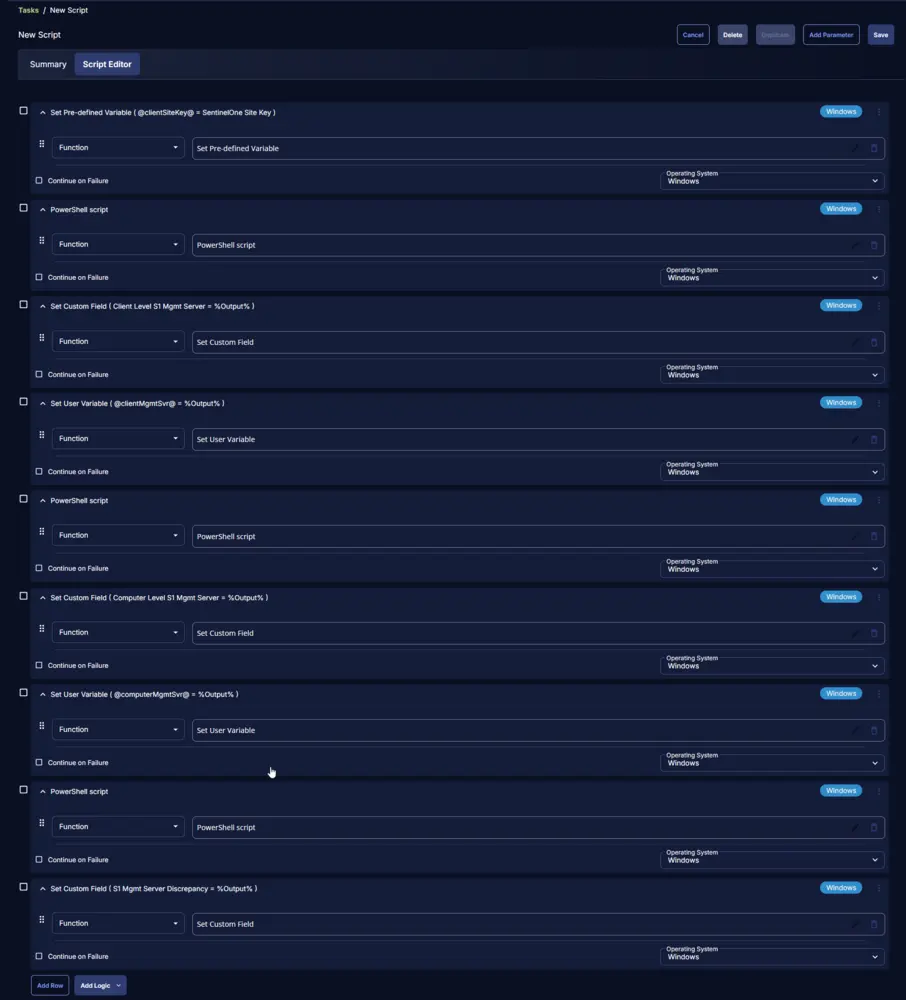 Tasks / New Script
New Script
Cancel
Delete
Add Parameter
Save
Summary
Script Editor
Set Pre-defined Variable ( @clientSiteKey@ = SentinelOne Site Key )
Windows
Function
Set Pre-defined Variable
Continue on Failure
Operating System
Windows
PowerShell script
Windows
Function
PowerShell script
Continue on Failure
Operating System
Windows
Set Custom Field ( Client Level S1 Mgmt Server = %Output% )
Windows
Function
Set Custom Field
Continue on Failure
Operating System
Windows
Set User Variable ( @clientMgmtSvr@ = %Output% )
Windows
Function
Set User Variable
Continue on Failure
Operating System
Windows
PowerShell script
Windows
Function
PowerShell script
Continue on Failure
Operating System
Windows
Set Custom Field ( Computer Level S1 Mgmt Server = %Output% )
Windows
Function
Set Custom Field
Continue on Failure
Operating System
Windows
Set User Variable ( @computerMgmtSvr@ = %Output% )
Windows
Function
Set User Variable
Continue on Failure
Operating System
Windows
PowerShell script
Windows
Function
PowerShell script
Continue on Failure
Operating System
Windows
Set Custom Field ( S1 Mgmt Server Discrepancy = %Output% )
Windows
Function
Set Custom Field
Continue on Failure
Operating System
Windows
Add Row
Add Logic